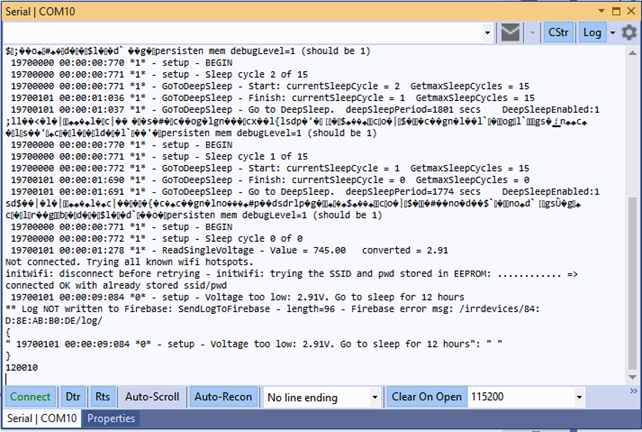 Serial | COM10
CStr
Log
persisten mem debugLevel=1 (should be 1)
19700000 00:00:00:770 *1* - setup - BEGIN
19700000 00:00:00:771 *1* - setup - Sleep cycle 2 of 15
19700000 00:00:00:771 *1* - GoToDeepSleep - Start: currentSleepCycle = 2 GetmaxSleepCycles = 15
19700101 00:00:01:036 *1* - GoToDeepSleep - Finish: currentSleepCycle = 1 GetmaxSleepCycles = 15
19700101 00:00:01:037 *1* - GoToDeepSleep - Go to DeepSleep. deepSleepPeriod=1801 secs DeepSleepEnabled:1
persisten mem debugLevel=1 (should be 1)
19700000 00:00:00:770 *1* - setup - BEGIN
19700000 00:00:00:771 *1* - setup - Sleep cycle 1 of 15
19700000 00:00:00:772 *1* - GoToDeepSleep - Start: currentSleepCycle = 1 GetmaxSleepCycles = 15
19700101 00:00:01:690 *1* - GoToDeepSleep - Finish: currentSleepCycle = 0 GetmaxSleepCycles = 0
19700101 00:00:01:691 *1* - GoToDeepSleep - Go to DeepSleep. deepSleepPeriod=1774 secs DeepSleepEnabled:1
persisten mem debugLevel=1 (should be 1)
19700000 00:00:00:771 *1* - setup - BEGIN
19700000 00:00:00:772 *1* - setup - Sleep cycle 0 of 0
19700101 00:00:01:278 *1* - ReadSingleVoltage - Value = 745.00 converted = 2.91
Not connected. Trying all known wifi hotspots.
initWifi: disconnect before retrying - initWifi: trying the SSID and pwd stored in EEPROM: ............ =>
connected OK with already stored ssid/pwd
19700101 00:00:09:084 *0* - setup - Voltage too low: 2.91V. Go to sleep for 12 hours
** Log NOT written to Firebase: SendLogToFirebase - length=96 - Firebase error msg: /irrdevices/84:
D:8E:AB:B0:DE/log/
{
" 19700101 00:00:09:084 *0* - setup - Voltage too low: 2.91V. Go to sleep for 12 hours": " "
}
120010
Connect Dtr Rts Auto-Scroll Auto-Recon No line ending Clear On Open 115200
Serial | COM10 Properties